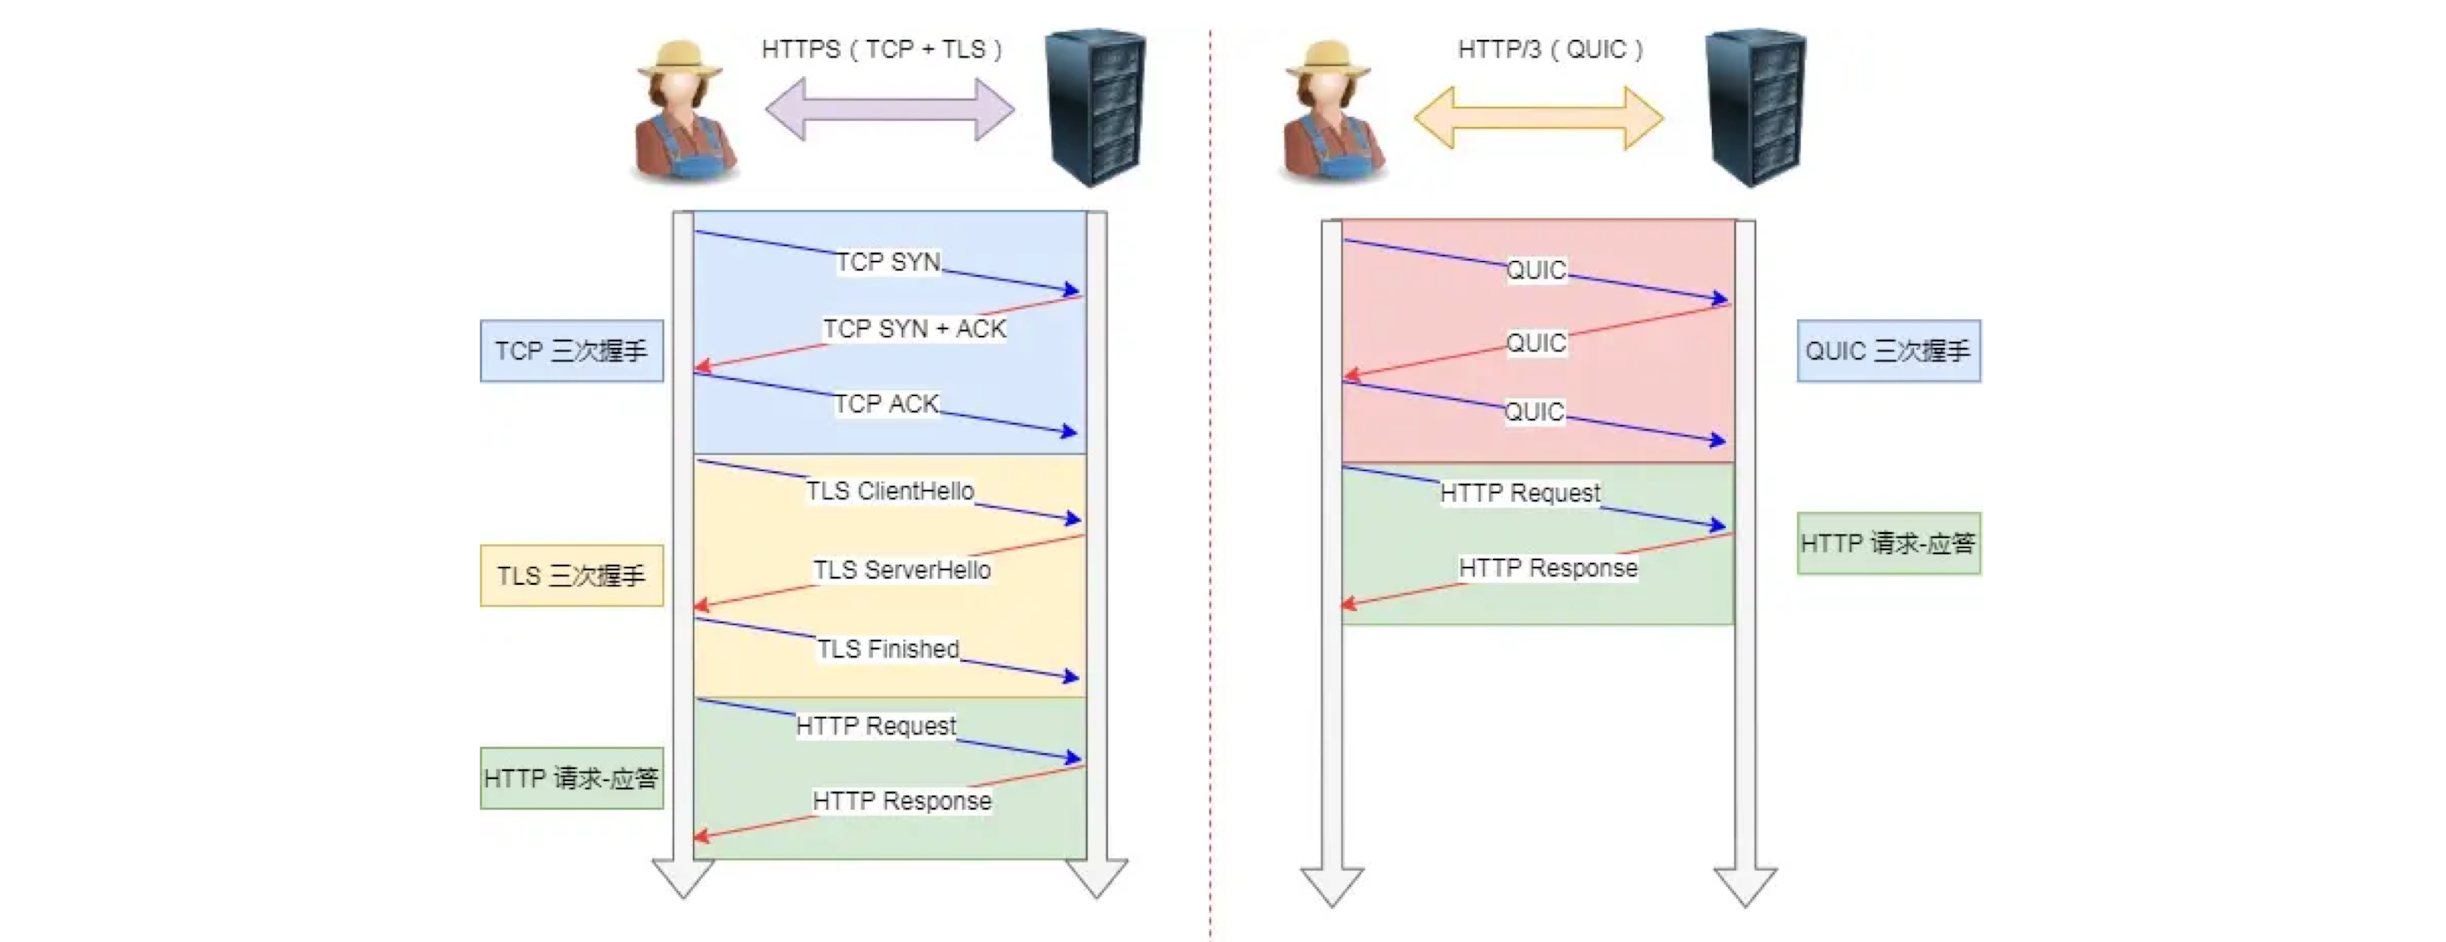 HTTPS ( TCP + TLS )
TCP SYN
TCP SYN + ACK
TCP 三次握手
TCP ACK
TLS ClientHello
TLS ServerHello
TLS 三次握手
TLS Finished
HTTP Request
HTTP 请求-应答
HTTP Response
HTTP/3 ( QUIC )
QUIC
QUIC
QUIC 三次握手
QUIC
HTTP Request
HTTP 请求-应答
HTTP Response